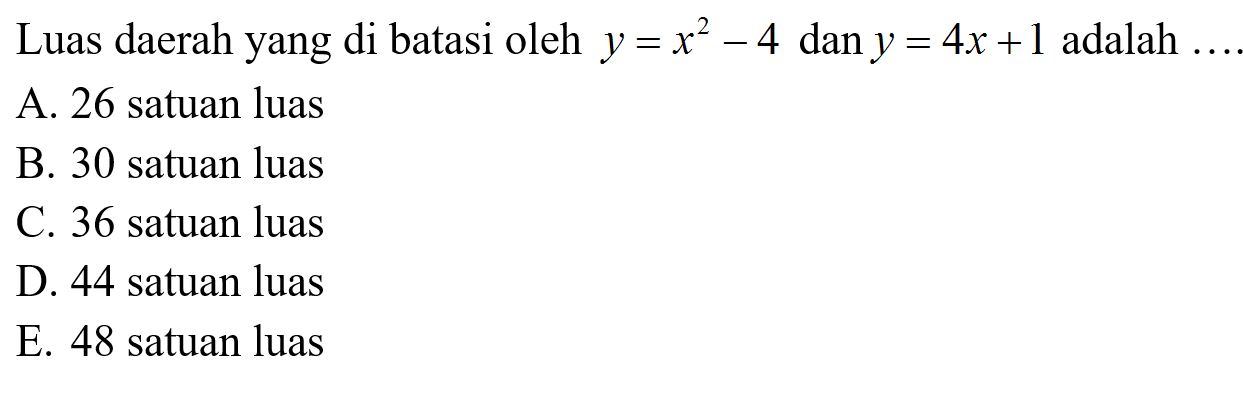 Luas daerah yang di batasi oleh y = x² − 4 dan y = 4x + 1 adalah ....
A. 26 satuan luas
B. 30 satuan luas
C. 36 satuan luas
D. 44 satuan luas
E. 48 satuan luas